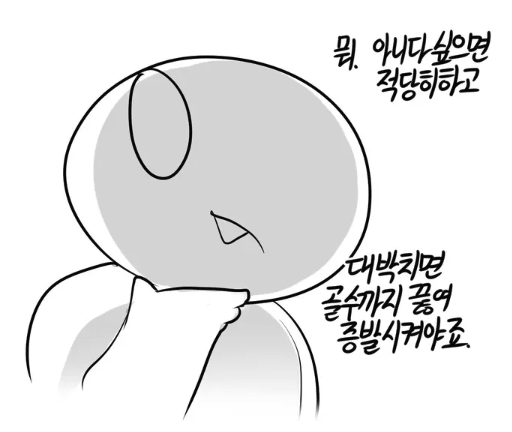 뭐. 아니다싶으면
적당히하고
대박치면
골수까지 끓여
증발시켜야죠.